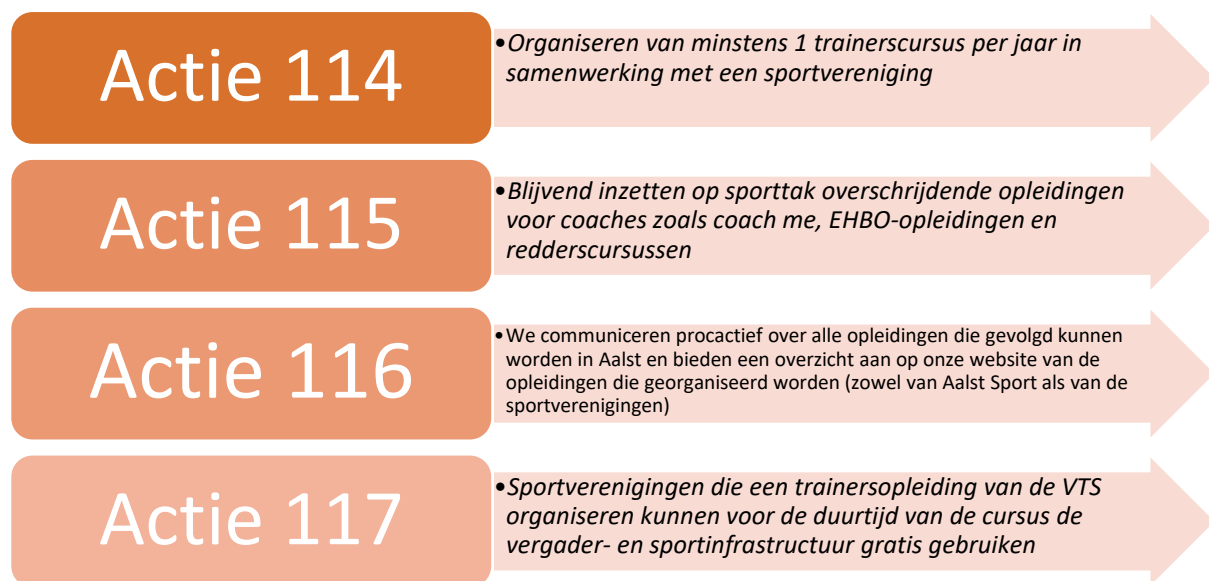 Actie 114
•Organiseren van minstens 1 trainerscursus per jaar in
samenwerking met een sportvereniging
Actie 115
•Blijvend inzetten op sporttak overschrijdende opleidingen
voor coaches zoals coach me, EHBO-opleidingen en
redderscursussen
Actie 116
•We communiceren procactief over alle opleidingen die gevolgd kunnen
worden in Aalst en bieden een overzicht aan op onze website van de
opleidingen die georganiseerd worden (zowel van Aalst Sport als van de
sportverenigingen)
Actie 117
•Sportverenigingen die een trainersopleiding van de VTS
organiseren kunnen voor de duurtijd van de cursus de
vergader- en sportinfrastructuur gratis gebruiken